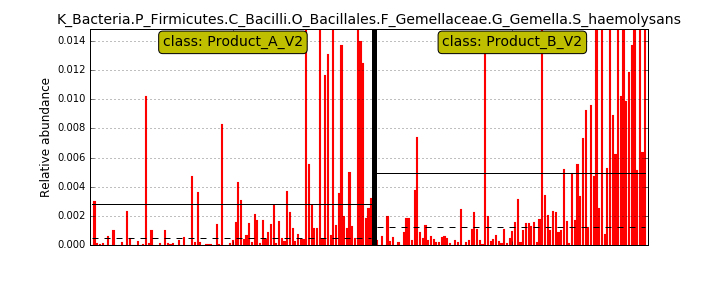 K_Bacteria.P_Firmicutes.C_Bacilli.O_Bacillales.F_Gemellaceae.G_Gemella.S_haemolysans
class: Product_A_V2
class: Product_B_V2
Relative abundance
0.014
0.012
0.010
0.008
0.006
0.004
0.002
0.000